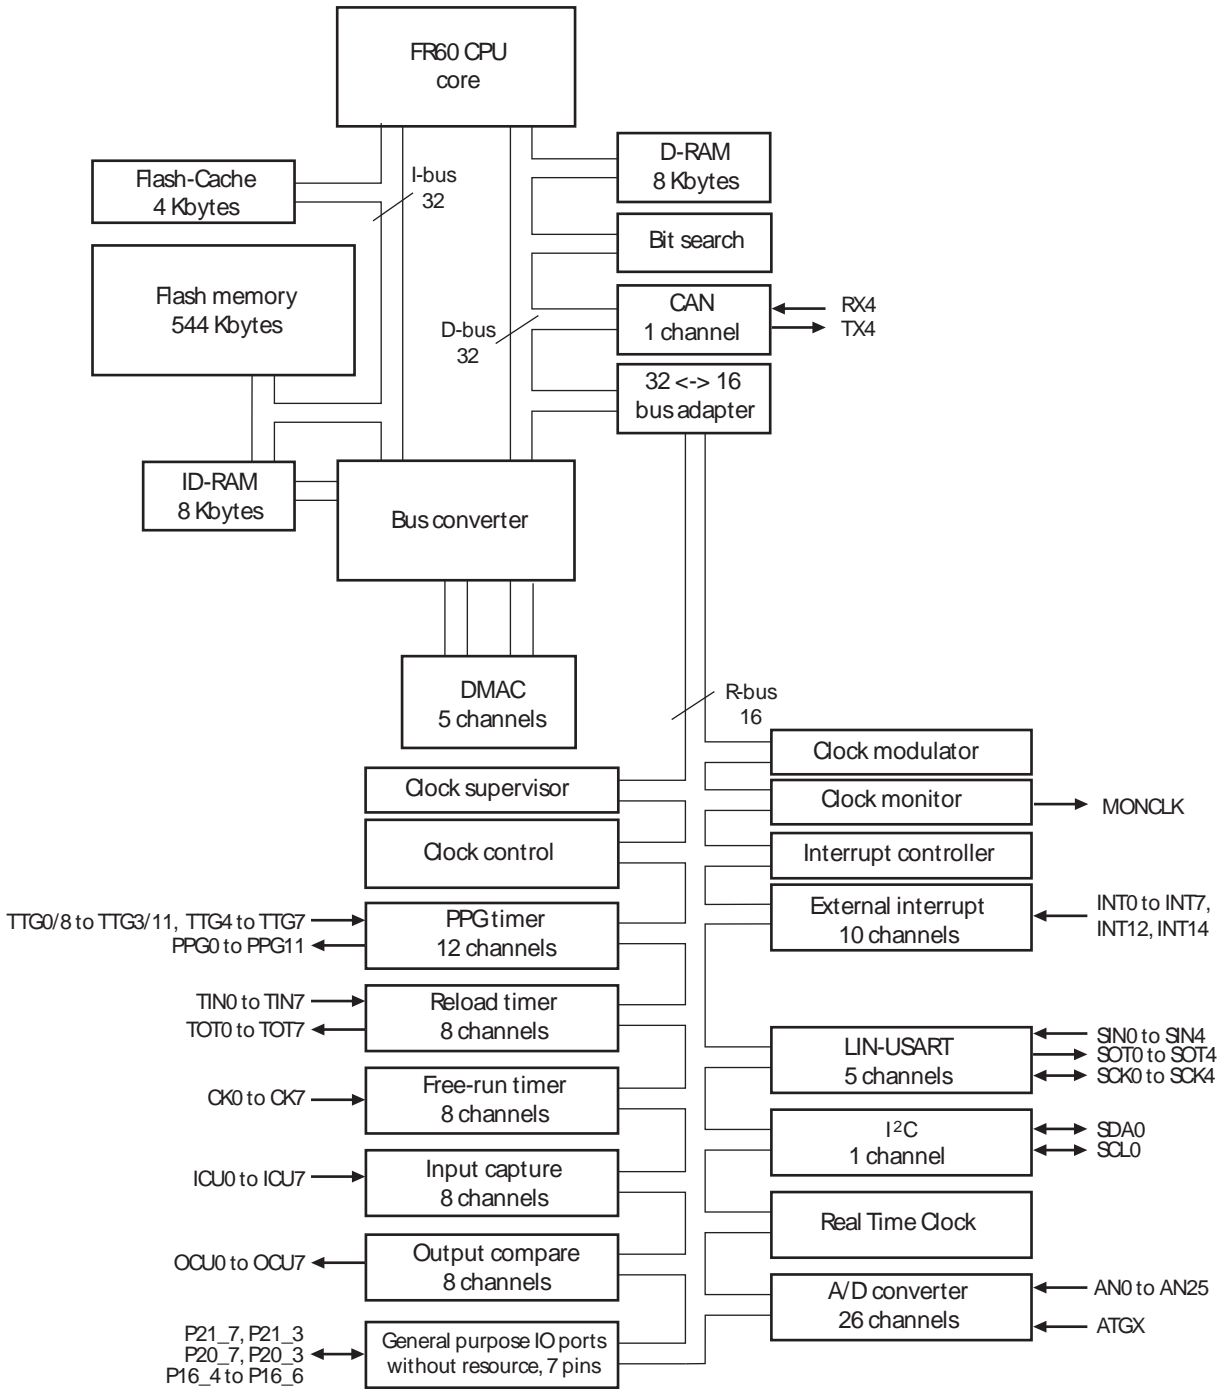 FR60 CPU
core
D-RAM
8 Kbytes
Flash-Cache
4 Kbytes
I-bus
32
Bit search
Flash memory
544 Kbytes
CAN
1 channel
RX4
TX4
D-bus
32
32 <-> 16
bus adapter
ID-RAM
8 Kbytes
Bus converter
DMAC
5 channels
R-bus
16
Clock modulator
Clock supervisor
Clock monitor
MONCLK
Clock control
Interrupt controller
TTG0/8 to TTG3/11, TTG4 to TTG7
PPG0 to PPG11
PPG timer
12 channels
External interrupt
10 channels
INT0 to INT7,
INT12, INT14
TIN0 to TIN7
TOT0 to TOT7
Reload timer
8 channels
LIN-USART
5 channels
SIN0 to SIN4
SOT0 to SOT4
SCK0 to SCK4
CK0 to CK7
Free-run timer
8 channels
I²C
1 channel
SDA0
SCL0
ICU0 to ICU7
Input capture
8 channels
Real Time Clock
OCU0 to OCU7
Output compare
8 channels
A/D converter
26 channels
AN0 to AN25
ATGX
P21_7, P21_3
P20_7, P20_3
P16_4 to P16_6
General purpose IO ports
without resource, 7 pins